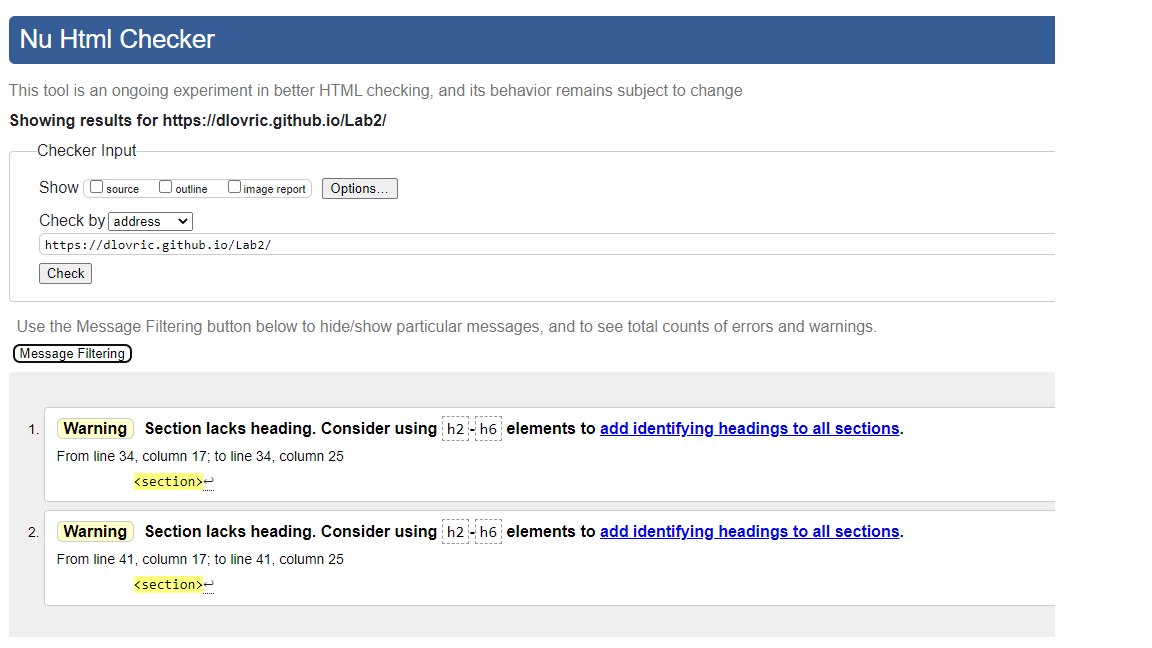 Nu Html Checker
This tool is an ongoing experiment in better HTML checking, and its behavior remains subject to change
Showing results for https://dlovric.github.io/Lab2/
Checker Input
Show source outline image report Options...
Check by address
https://dlovric.github.io/Lab2/
Check
Use the Message Filtering button below to hide/show particular messages, and to see total counts of errors and warnings.
Message Filtering
1. Warning Section lacks heading. Consider using h2-h6 elements to add identifying headings to all sections.
From line 34, column 17; to line 34, column 25
<section>↩
2. Warning Section lacks heading. Consider using h2-h6 elements to add identifying headings to all sections.
From line 41, column 17; to line 41, column 25
<section>↩